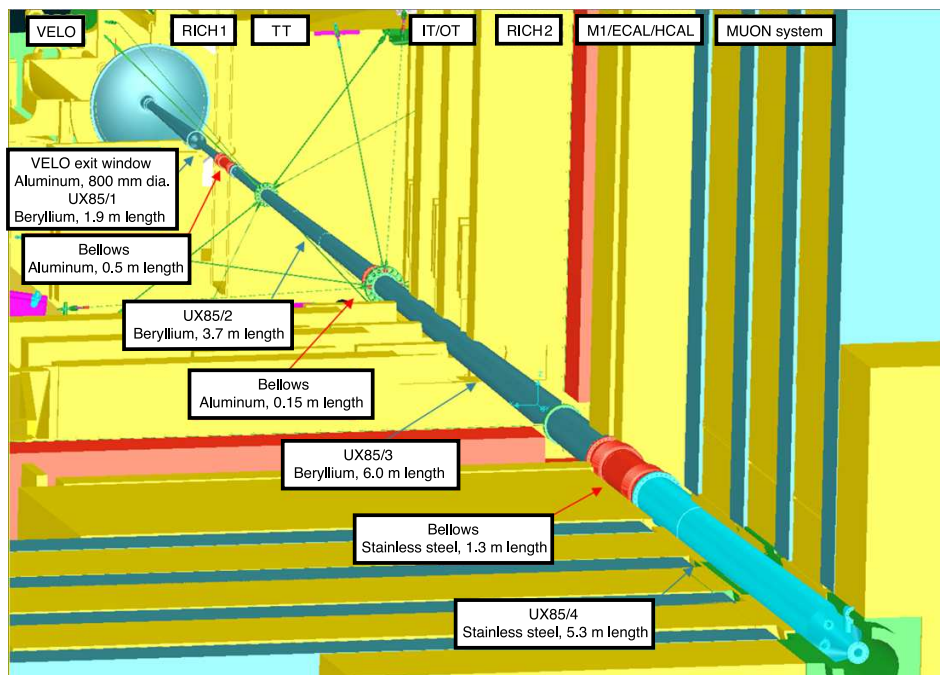 VELO
RICH1
TT
IT/OT
RICH2
M1/ECAL/HCAL
MUON system
VELO exit window
Aluminum, 800 mm dia.
UX85/1
Beryllium, 1.9 m length
Bellows
Aluminum, 0.5 m length
UX85/2
Beryllium, 3.7 m length
Bellows
Aluminum, 0.15 m length
UX85/3
Beryllium, 6.0 m length
Bellows
Stainless steel, 1.3 m length
UX85/4
Stainless steel, 5.3 m length